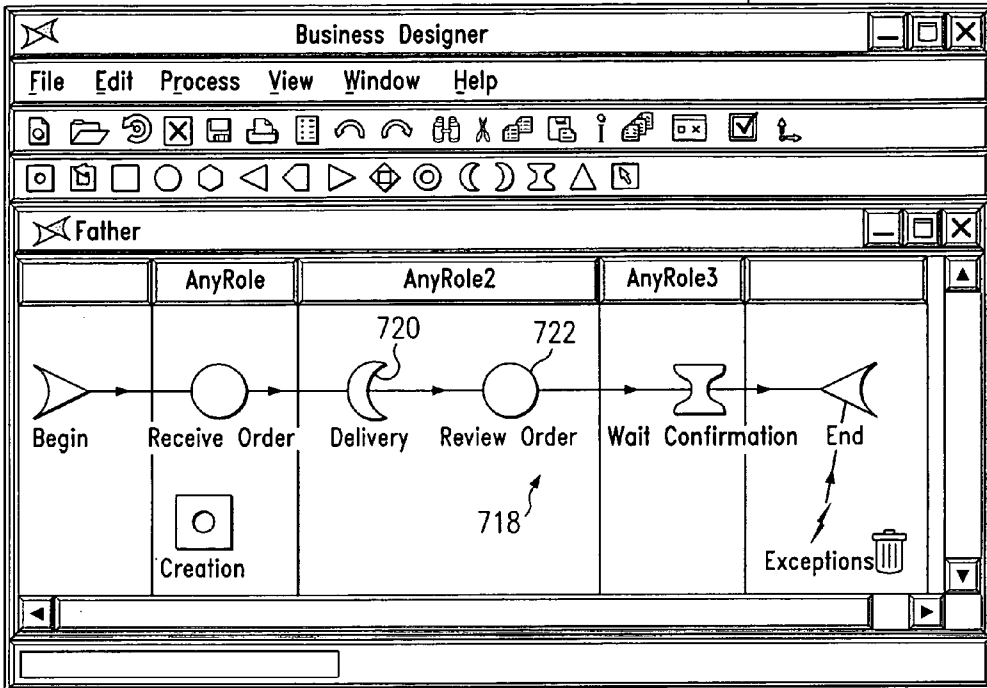 Business Designer
File Edit Process View Window Help
Father
AnyRole AnyRole2 AnyRole3
720 722
Begin Receive Order Delivery Review Order Wait Confirmation End
718
Creation Exceptions